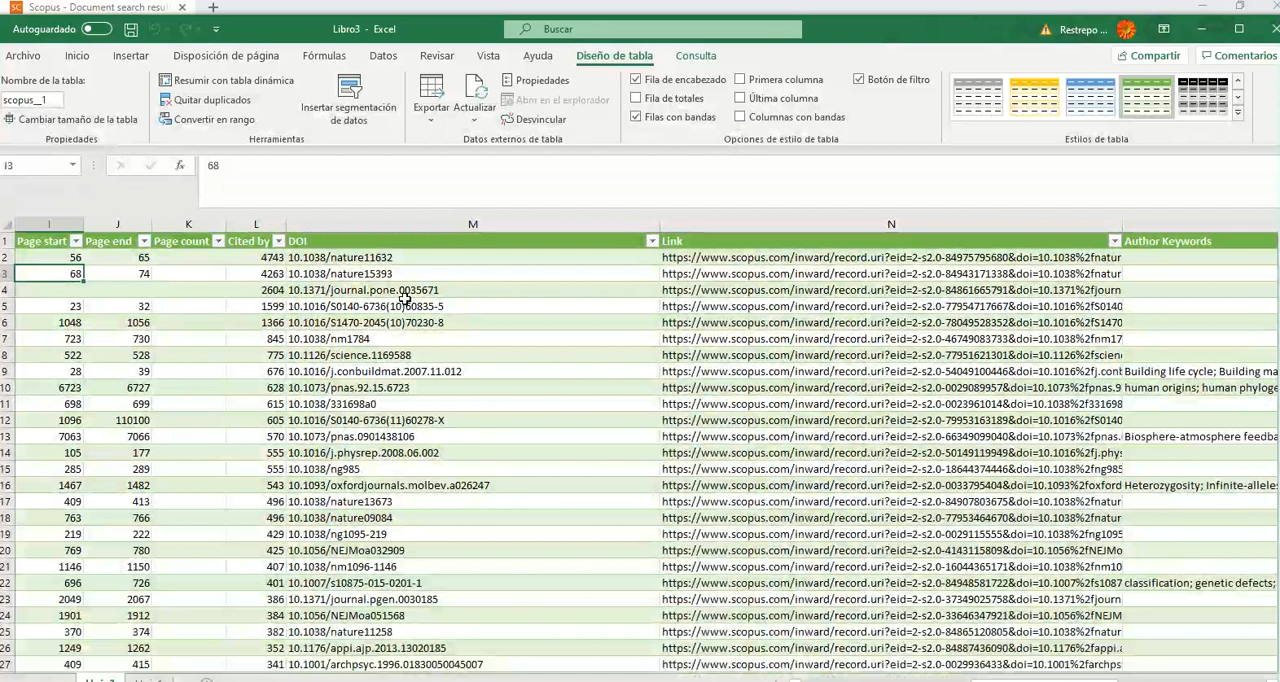 Scopus - Document search resul
Autoguardado
Libro3 - Excel
Buscar
Restrepo ...
Archivo Inicio Insertar Disposición de página Fórmulas Datos Revisar Vista Ayuda Diseño de tabla Consulta Compartir Comentarios
Nombre de la tabla:
scopus__1
Cambiar tamaño de la tabla
Propiedades
Resumir con tabla dinámica
Quitar duplicados
Convertir en rango
Insertar segmentación de datos
Herramientas
Exportar Actualizar
Propiedades
Abrir en el explorador
Desvincular
Datos externos de tabla
Fila de encabezado Primera columna Botón de filtro
Fila de totales Última columna
Filas con bandas Columnas con bandas
Opciones de estilo de tabla
Estilos de tabla
I3 fx 68
I J K L M N
1 Page start Page end Page count Cited by DOI Link Author Keywords
2 56 65 4743 10.1038/nature11632 https://www.scopus.com/inward/record.uri?eid=2-s2.0-84975795680&doi=10.1038%2fnatur
3 68 74 4263 10.1038/nature15393 https://www.scopus.com/inward/record.uri?eid=2-s2.0-84943171338&doi=10.1038%2fnatur
4 2604 10.1371/journal.pone.0035671 https://www.scopus.com/inward/record.uri?eid=2-s2.0-84861665791&doi=10.1371%2fjourn
5 23 32 1599 10.1016/S0140-6736(10)60835-5 https://www.scopus.com/inward/record.uri?eid=2-s2.0-77954717667&doi=10.1016%2fS0140
6 1048 1056 1366 10.1016/S1470-2045(10)70230-8 https://www.scopus.com/inward/record.uri?eid=2-s2.0-78049528352&doi=10.1016%2fS1470
7 723 730 845 10.1038/nm1784 https://www.scopus.com/inward/record.uri?eid=2-s2.0-46749083733&doi=10.1038%2fnm17
8 522 528 775 10.1126/science.1169588 https://www.scopus.com/inward/record.uri?eid=2-s2.0-77951621301&doi=10.1126%2fscien
9 28 39 676 10.1016/j.conbuildmat.2007.11.012 https://www.scopus.com/inward/record.uri?eid=2-s2.0-54049100446&doi=10.1016%2fj.cont Building life cycle; Building ma
10 6723 6727 628 10.1073/pnas.92.15.6723 https://www.scopus.com/inward/record.uri?eid=2-s2.0-0029089957&doi=10.1073%2fpnas.9 human origins; human phyloge
11 698 699 615 10.1038/331698a0 https://www.scopus.com/inward/record.uri?eid=2-s2.0-0023961014&doi=10.1038%2f331698
12 1096 110100 605 10.1016/S0140-6736(11)60278-X https://www.scopus.com/inward/record.uri?eid=2-s2.0-79953163189&doi=10.1016%2fS0140
13 7063 7066 570 10.1073/pnas.0901438106 https://www.scopus.com/inward/record.uri?eid=2-s2.0-66349099040&doi=10.1073%2fpnas. Biosphere-atmosphere feedba
14 105 177 555 10.1016/j.physrep.2008.06.002 https://www.scopus.com/inward/record.uri?eid=2-s2.0-50149119949&doi=10.1016%2fj.phys
15 285 289 555 10.1038/ng985 https://www.scopus.com/inward/record.uri?eid=2-s2.0-18644374446&doi=10.1038%2fng985
16 1467 1482 543 10.1093/oxfordjournals.molbev.a026247 https://www.scopus.com/inward/record.uri?eid=2-s2.0-0033795404&doi=10.1093%2foxford Heterozygosity; Infinite-alleles
17 409 413 496 10.1038/nature13673 https://www.scopus.com/inward/record.uri?eid=2-s2.0-84907803675&doi=10.1038%2fnatur
18 763 766 496 10.1038/nature09084 https://www.scopus.com/inward/record.uri?eid=2-s2.0-77953464670&doi=10.1038%2fnatur
19 219 222 429 10.1038/ng1095-219 https://www.scopus.com/inward/record.uri?eid=2-s2.0-0029115555&doi=10.1038%2fng1095
20 769 780 425 10.1056/NEJMoa032909 https://www.scopus.com/inward/record.uri?eid=2-s2.0-4143115809&doi=10.1056%2fNEJMo
21 1146 1150 407 10.1038/nm1096-1146 https://www.scopus.com/inward/record.uri?eid=2-s2.0-16044365171&doi=10.1038%2fnm10
22 696 726 401 10.1007/s10875-015-0201-1 https://www.scopus.com/inward/record.uri?eid=2-s2.0-84948581722&doi=10.1007%2fs1087 classification; genetic defects;
23 2049 2067 386 10.1371/journal.pgen.0030185 https://www.scopus.com/inward/record.uri?eid=2-s2.0-37349025758&doi=10.1371%2fjourn
24 1901 1912 384 10.1056/NEJMoa051568 https://www.scopus.com/inward/record.uri?eid=2-s2.0-33646347921&doi=10.1056%2fNEJM
25 370 374 382 10.1038/nature11258 https://www.scopus.com/inward/record.uri?eid=2-s2.0-84865120805&doi=10.1038%2fnatur
26 1249 1262 352 10.1176/appi.ajp.2013.13020185 https://www.scopus.com/inward/record.uri?eid=2-s2.0-84887436090&doi=10.1176%2fappi.a
27 409 415 341 10.1001/archpsyc.1996.01830050045007 https://www.scopus.com/inward/record.uri?eid=2-s2.0-0029936433&doi=10.1001%2farchps